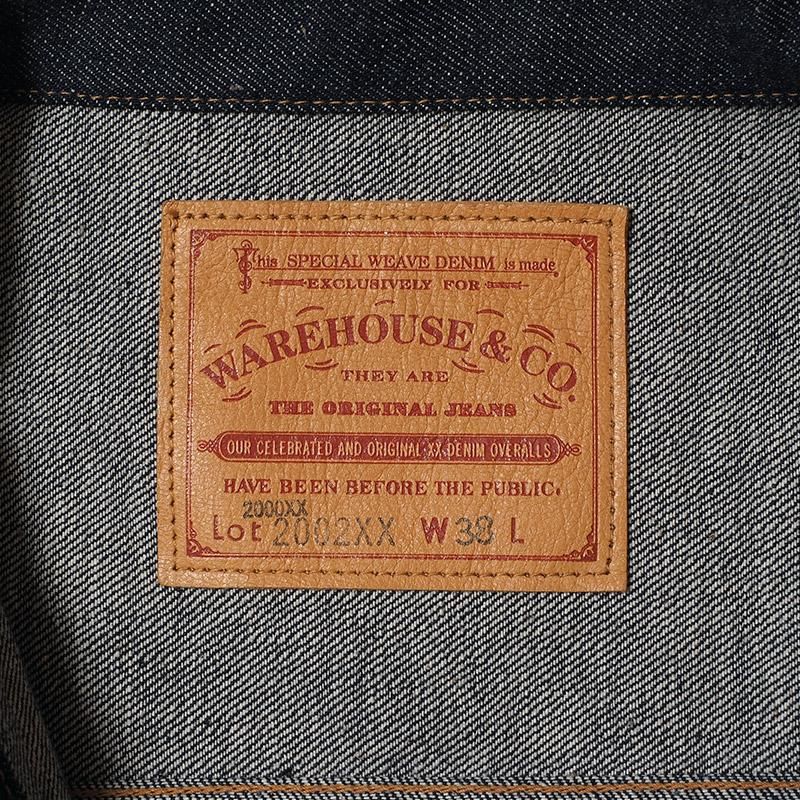 This SPECIAL WEAVE DENIM is made
EXCLUSIVELY FOR
WAREHOUSE & CO.
THEY ARE
THE ORIGINAL JEANS
OUR CELEBRATED AND ORIGINAL XX DENIM OVERALLS
HAVE BEEN BEFORE THE PUBLIC.
2000XX
Lot 2002XX W 38 L